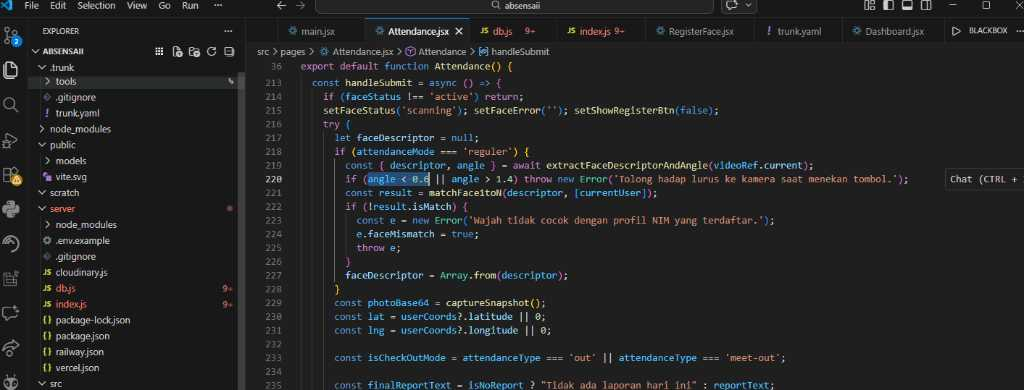 File Edit Selection View Go Run ··· absensaii
EXPLORER ···
main.jsx Attendance.jsx db.js 9+ index.js 9+ RegisterFace.jsx trunk.yaml Dashboard.jsx BLACKBOX ···
ABSENSAII
src > pages > Attendance.jsx > Attendance > handleSubmit
.trunk
tools
.gitignore
trunk.yaml
node_modules
public
models
vite.svg
scratch
server
node_modules
.env.example
.gitignore
cloudinary.js
db.js 9+
index.js 9+
package-lock.json
package.json
railway.json
vercel.json
src
36 export default function Attendance() {
213 const handleSubmit = async () => {
214 if (faceStatus !== 'active') return;
215 setFaceStatus('scanning'); setFaceError(''); setShowRegisterBtn(false);
216 try {
217 let faceDescriptor = null;
218 if (attendanceMode === 'reguler') {
219 const { descriptor, angle } = await extractFaceDescriptorAndAngle(videoRef.current);
220 if (angle < 0.6 || angle > 1.4) throw new Error('Tolong hadap lurus ke kamera saat menekan tombol.');
221 const result = matchFace1toN(descriptor, [currentUser]);
222 if (!result.isMatch) {
223 const e = new Error('Wajah tidak cocok dengan profil NIM yang terdaftar.');
224 e.faceMismatch = true;
225 throw e;
226 }
227 faceDescriptor = Array.from(descriptor);
228 }
229 const photoBase64 = captureSnapshot();
230 const lat = userCoords?.latitude || 0;
231 const lng = userCoords?.longitude || 0;
232
233 const isCheckOutMode = attendanceType === 'out' || attendanceType === 'meet-out';
234
235 const finalReportText = isNoReport ? "Tidak ada laporan hari ini" : reportText;
Chat (CTRL +
2